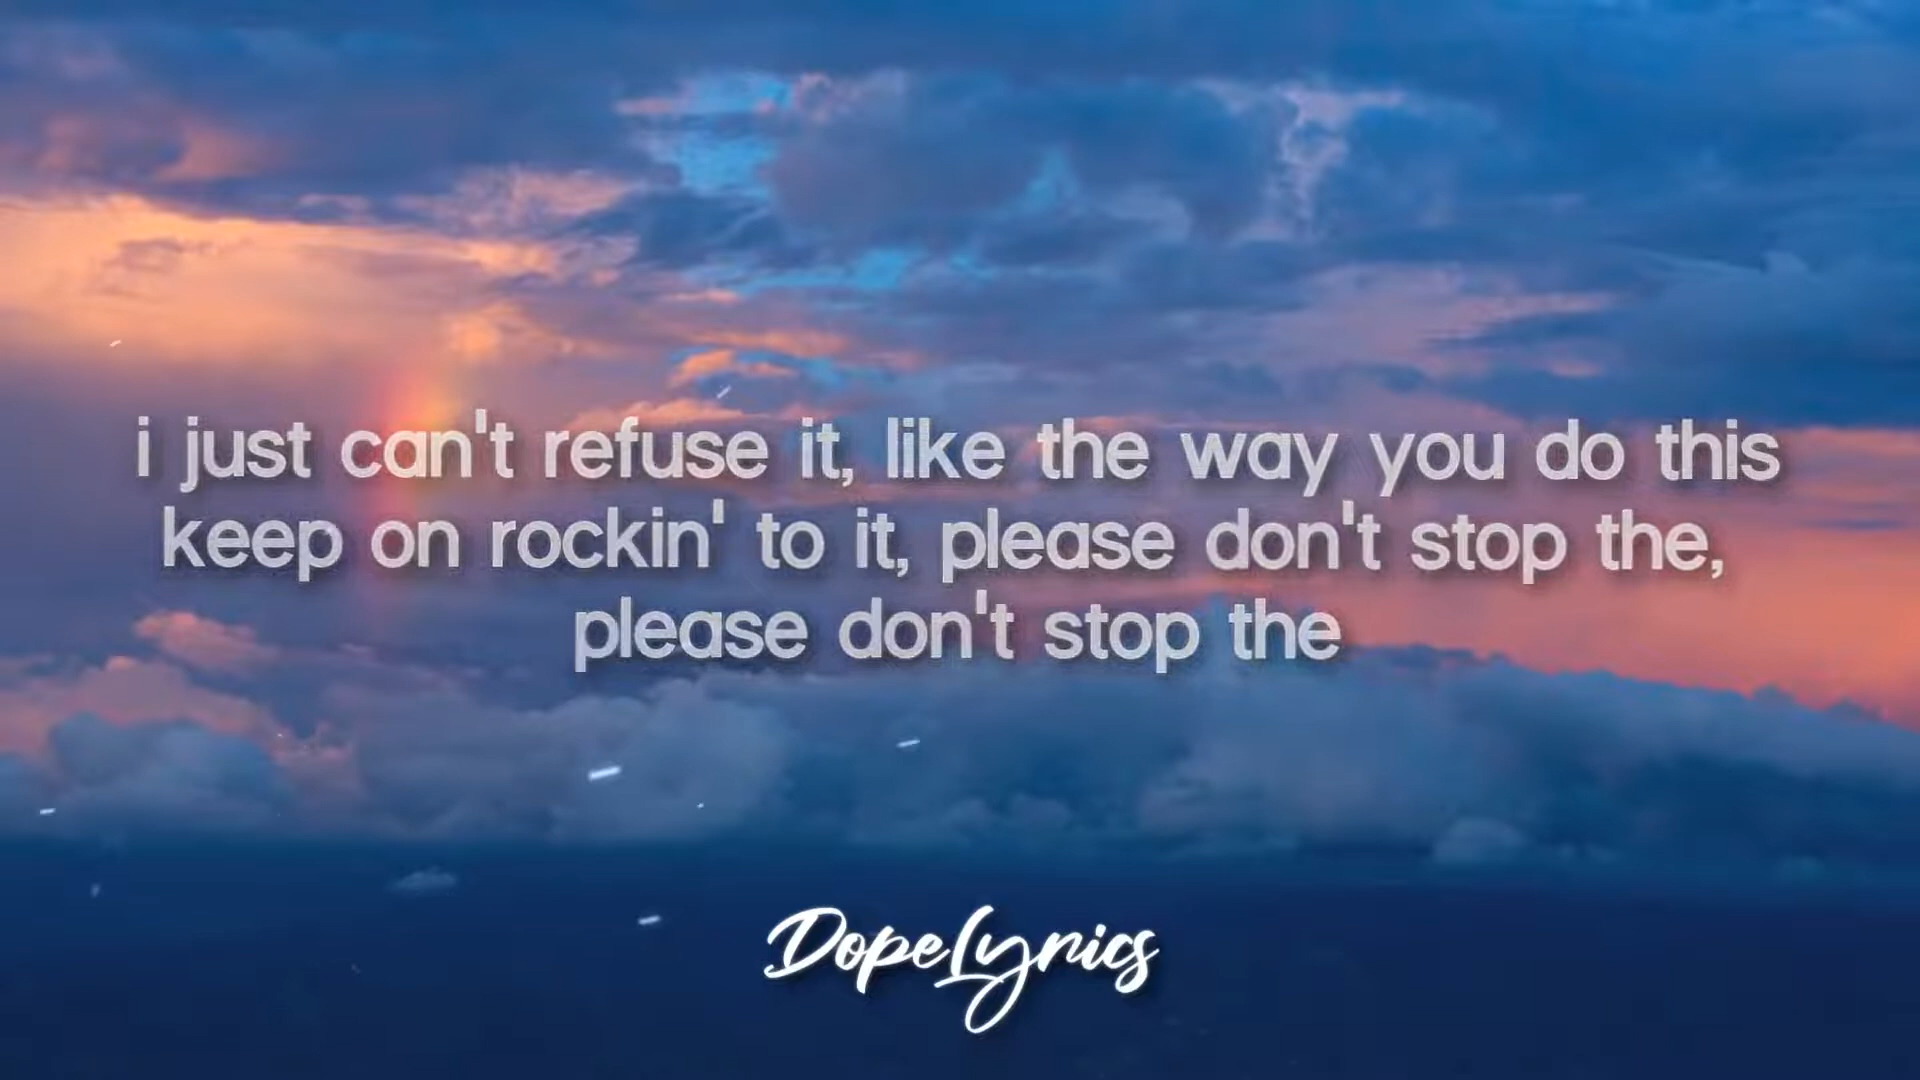 i just can't refuse it, like the way you do this
keep on rockin' to it, please don't stop the,
please don't stop the
DopeLyrics